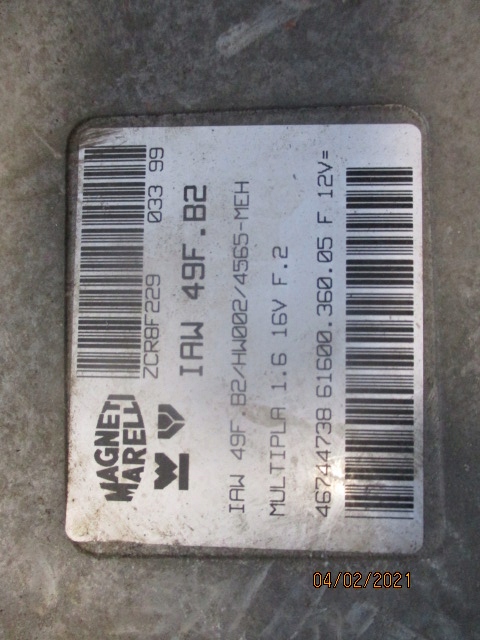 MAGNETI
MARELLI
ZCR8F229 033 99
IAW 49F.B2
IAW 49F.B2/HW002/4565-MEH
MULTIPLA 1.6 16V F.2
46744738 61600.360.05 F 12V=
04/02/2021